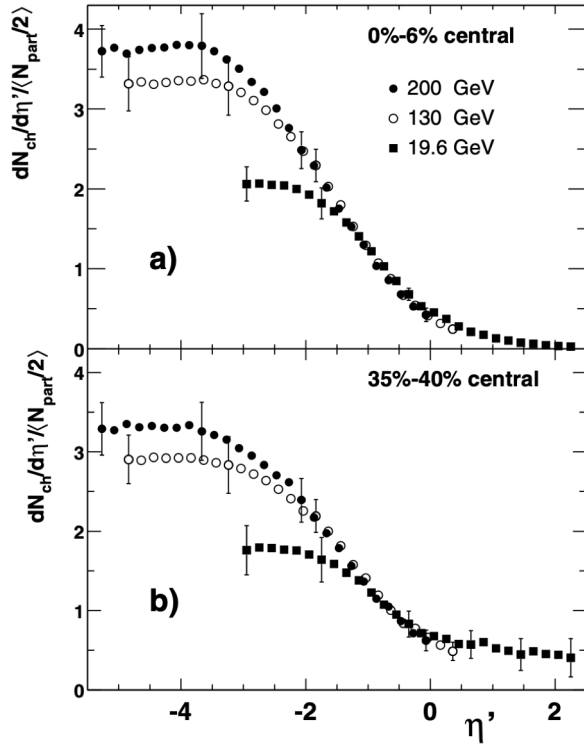 dN_ch/dη'/⟨N_part/2⟩
4
3
2
1
0
0%-6% central
200 GeV
130 GeV
19.6 GeV
a)
dN_ch/dη'/⟨N_part/2⟩
4
3
2
1
0
35%-40% central
b)
-4 -2 0 2
η'